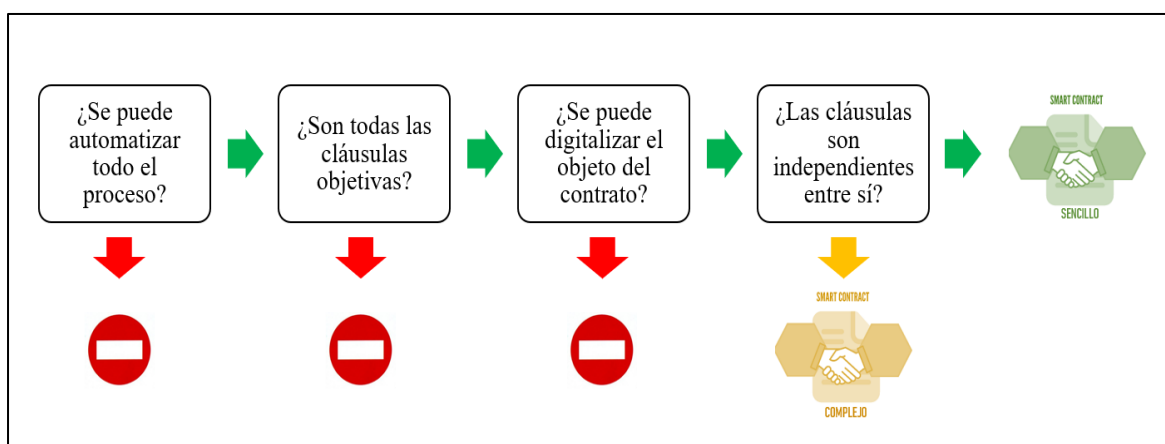 ¿Se puede
automatizar
todo el
proceso?
¿Son todas las
cláusulas
objetivas?
¿Se puede
digitalizar el
objeto del
contrato?
¿Las cláusulas
son
independientes
entre sí?
SMART CONTRACT
SENCILLO
SMART CONTRACT
COMPLEJO